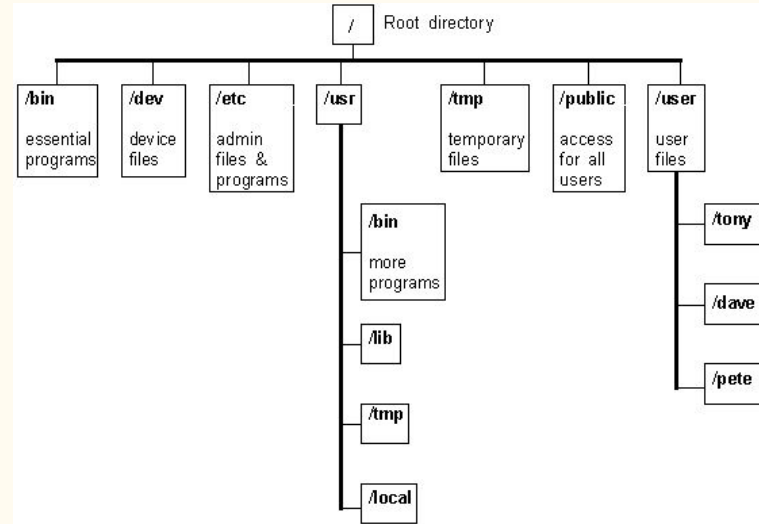 / Root directory
/bin
essential
programs
/dev
device
files
/etc
admin
files &
programs
/usr
/tmp
temporary
files
/public
access
for all
users
/user
user
files
/bin
more
programs
/lib
/tmp
/local
/tony
/dave
/pete